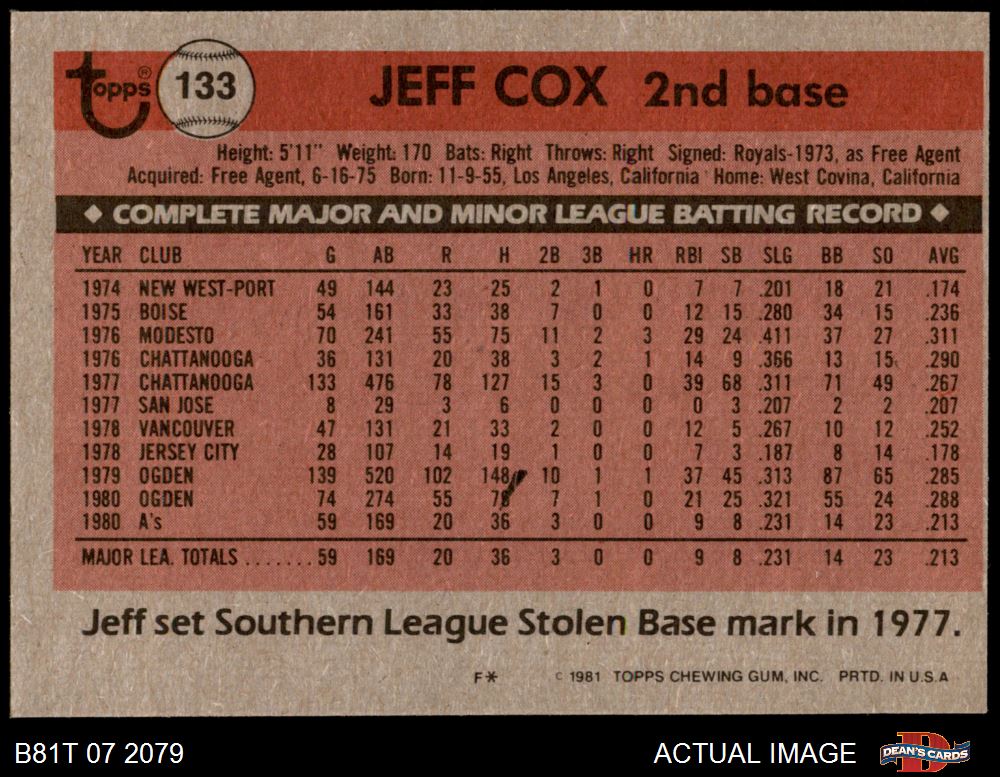 topps® 133 JEFF COX 2nd base
Height: 5'11" Weight: 170 Bats: Right Throws: Right Signed: Royals-1973, as Free Agent
Acquired: Free Agent, 6-16-75 Born: 11-9-55, Los Angeles, California Home: West Covina, California
◆ COMPLETE MAJOR AND MINOR LEAGUE BATTING RECORD ◆
YEAR CLUB G AB R H 2B 3B HR RBI SB SLG BB SO AVG
1974 NEW WEST-PORT 49 144 23 25 2 1 0 7 7 .201 18 21 .174
1975 BOISE 54 161 33 38 7 0 0 12 15 .280 34 15 .236
1976 MODESTO 70 241 55 75 11 2 3 29 24 .411 37 27 .311
1976 CHATTANOOGA 36 131 20 38 3 2 1 14 9 .366 13 15 .290
1977 CHATTANOOGA 133 476 78 127 15 3 0 39 68 .311 71 49 .267
1977 SAN JOSE 8 29 3 6 0 0 0 0 3 .207 2 2 .207
1978 VANCOUVER 47 131 21 33 2 0 0 12 5 .267 10 12 .252
1978 JERSEY CITY 28 107 14 19 1 0 0 7 3 .187 8 14 .178
1979 OGDEN 139 520 102 148 10 1 1 37 45 .313 87 65 .285
1980 OGDEN 74 274 55 7 1 0 21 25 .321 55 24 .288
1980 A's 59 169 20 36 3 0 0 9 8 .231 14 23 .213
MAJOR LEA. TOTALS ....... 59 169 20 36 3 0 0 9 8 .231 14 23 .213
Jeff set Southern League Stolen Base mark in 1977.
F* © 1981 TOPPS CHEWING GUM, INC. PRTD. IN U.S.A
B81T 07 2079 ACTUAL IMAGE DEAN'S CARDS